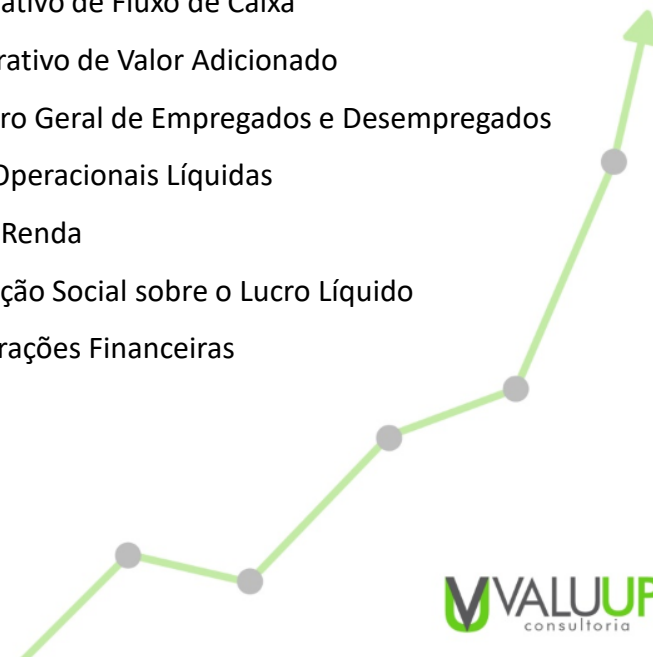 ativo de Fluxo de Caixa
rativo de Valor Adicionado
ro Geral de Empregados e Desempregados
Operacionais Líquidas
Renda
ção Social sobre o Lucro Líquido
rações Financeiras
VALUUP
consultoria